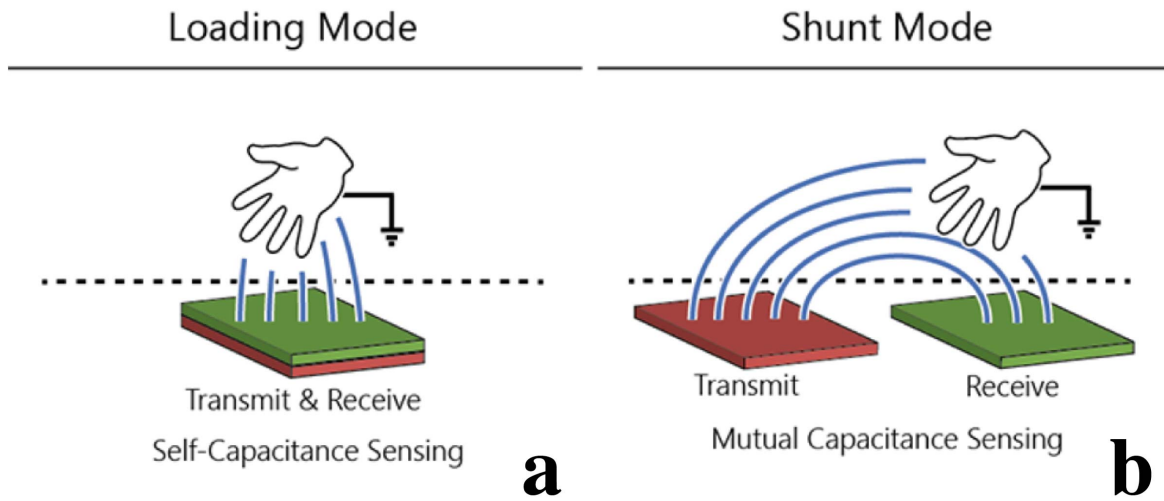 Loading Mode
Transmit & Receive
Self-Capacitance Sensing
a
Shunt Mode
Transmit
Receive
Mutual Capacitance Sensing
b